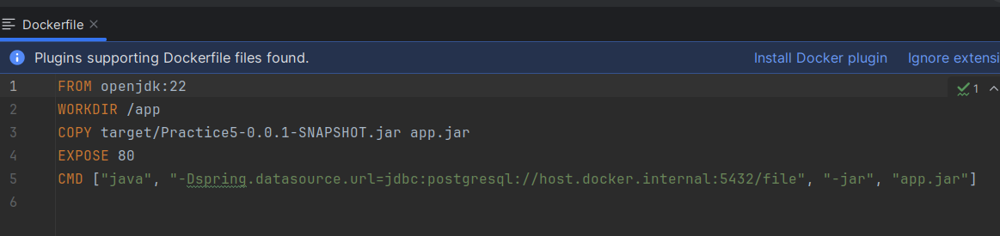 Dockerfile
Plugins supporting Dockerfile files found. Install Docker plugin Ignore extensi
1 FROM openjdk:22 1
2 WORKDIR /app
3 COPY target/Practice5-0.0.1-SNAPSHOT.jar app.jar
4 EXPOSE 80
5 CMD ["java", "-Dspring.datasource.url=jdbc:postgresql://host.docker.internal:5432/file", "-jar", "app.jar"]
6